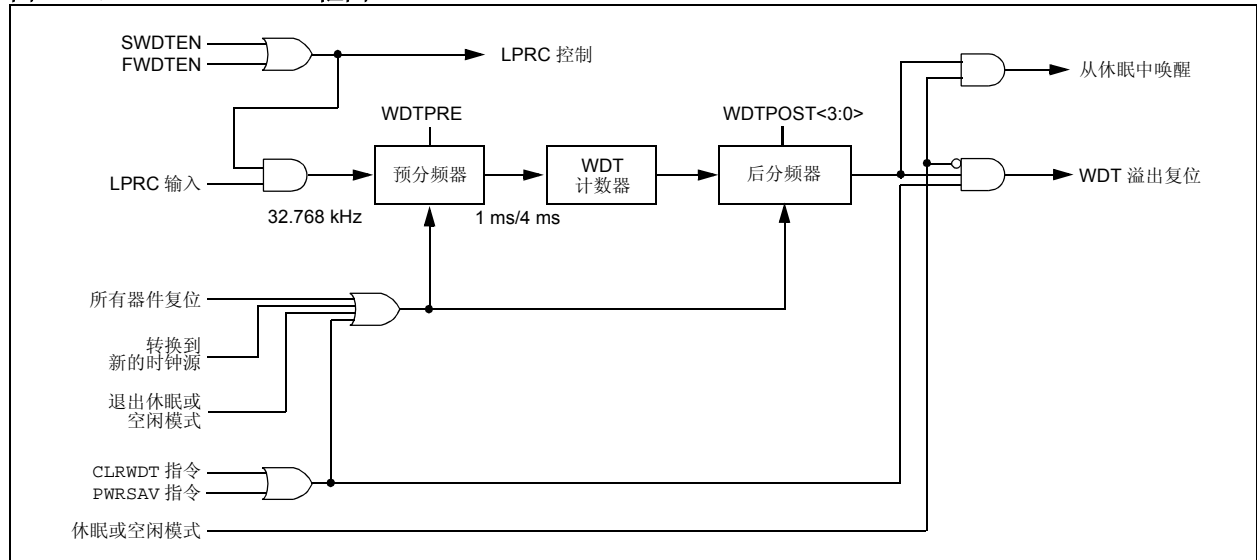 SWDTEN
FWDTEN
LPRC 控制
从休眠中唤醒
WDTPRE
WDTPOST<3:0>
LPRC 输入
预分频器
WDT
计数器
后分频器
WDT 溢出复位
32.768 kHz
1 ms/4 ms
所有器件复位
转换到
新的时钟源
退出休眠或
空闲模式
CLRWDT 指令
PWRSAV 指令
休眠或空闲模式